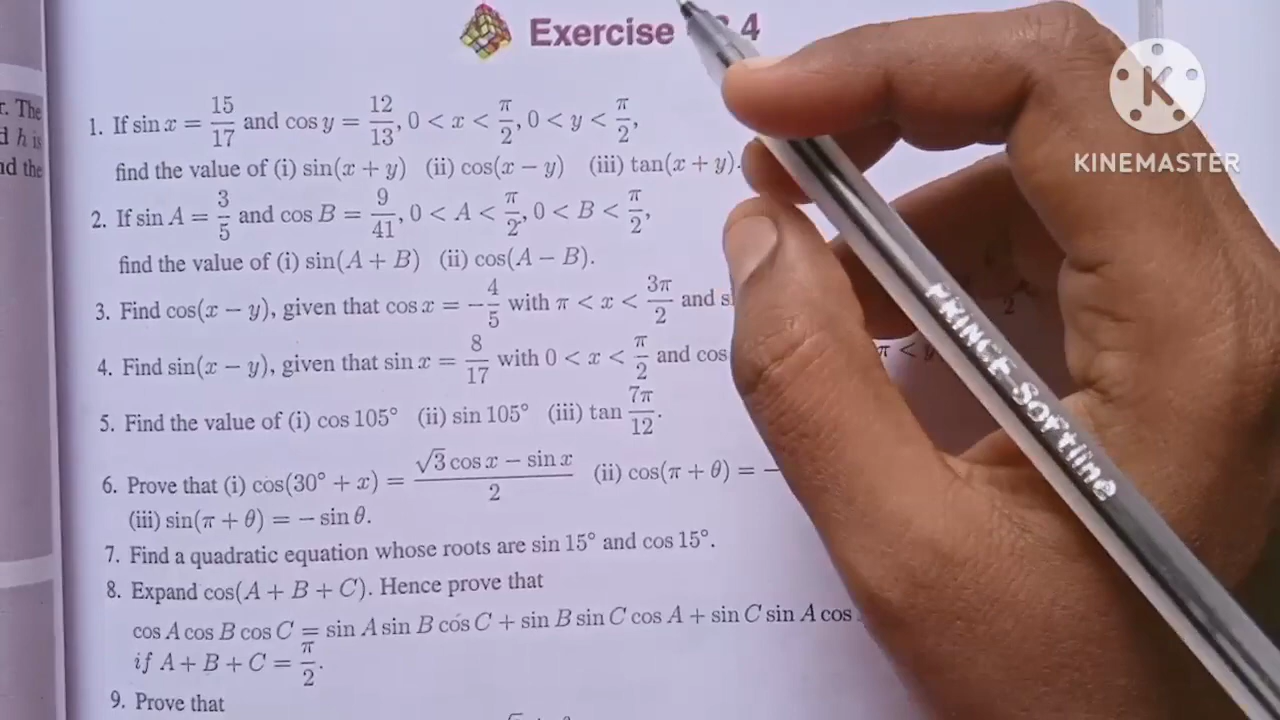 r. The
d h is
nd the
Exercise 4
1. If sin x = 15/17 and cos y = 12/13, 0 < x < π/2, 0 < y < π/2,
find the value of (i) sin(x + y) (ii) cos(x − y) (iii) tan(x + y).
2. If sin A = 3/5 and cos B = 9/41, 0 < A < π/2, 0 < B < π/2,
find the value of (i) sin(A + B) (ii) cos(A − B).
3. Find cos(x − y), given that cos x = −4/5 with π < x < 3π/2 and
4. Find sin(x − y), given that sin x = 8/17 with 0 < x < π/2 and cos π < y
5. Find the value of (i) cos 105° (ii) sin 105° (iii) tan 7π/12.
6. Prove that (i) cos(30° + x) = (√3 cos x − sin x)/2 (ii) cos(π + θ) = −
(iii) sin(π + θ) = − sin θ.
7. Find a quadratic equation whose roots are sin 15° and cos 15°.
8. Expand cos(A + B + C). Hence prove that
cos A cos B cos C = sin A sin B cos C + sin B sin C cos A + sin C sin A cos
if A + B + C = π/2.
9. Prove that
K
KINEMASTER
PRINCE Softline